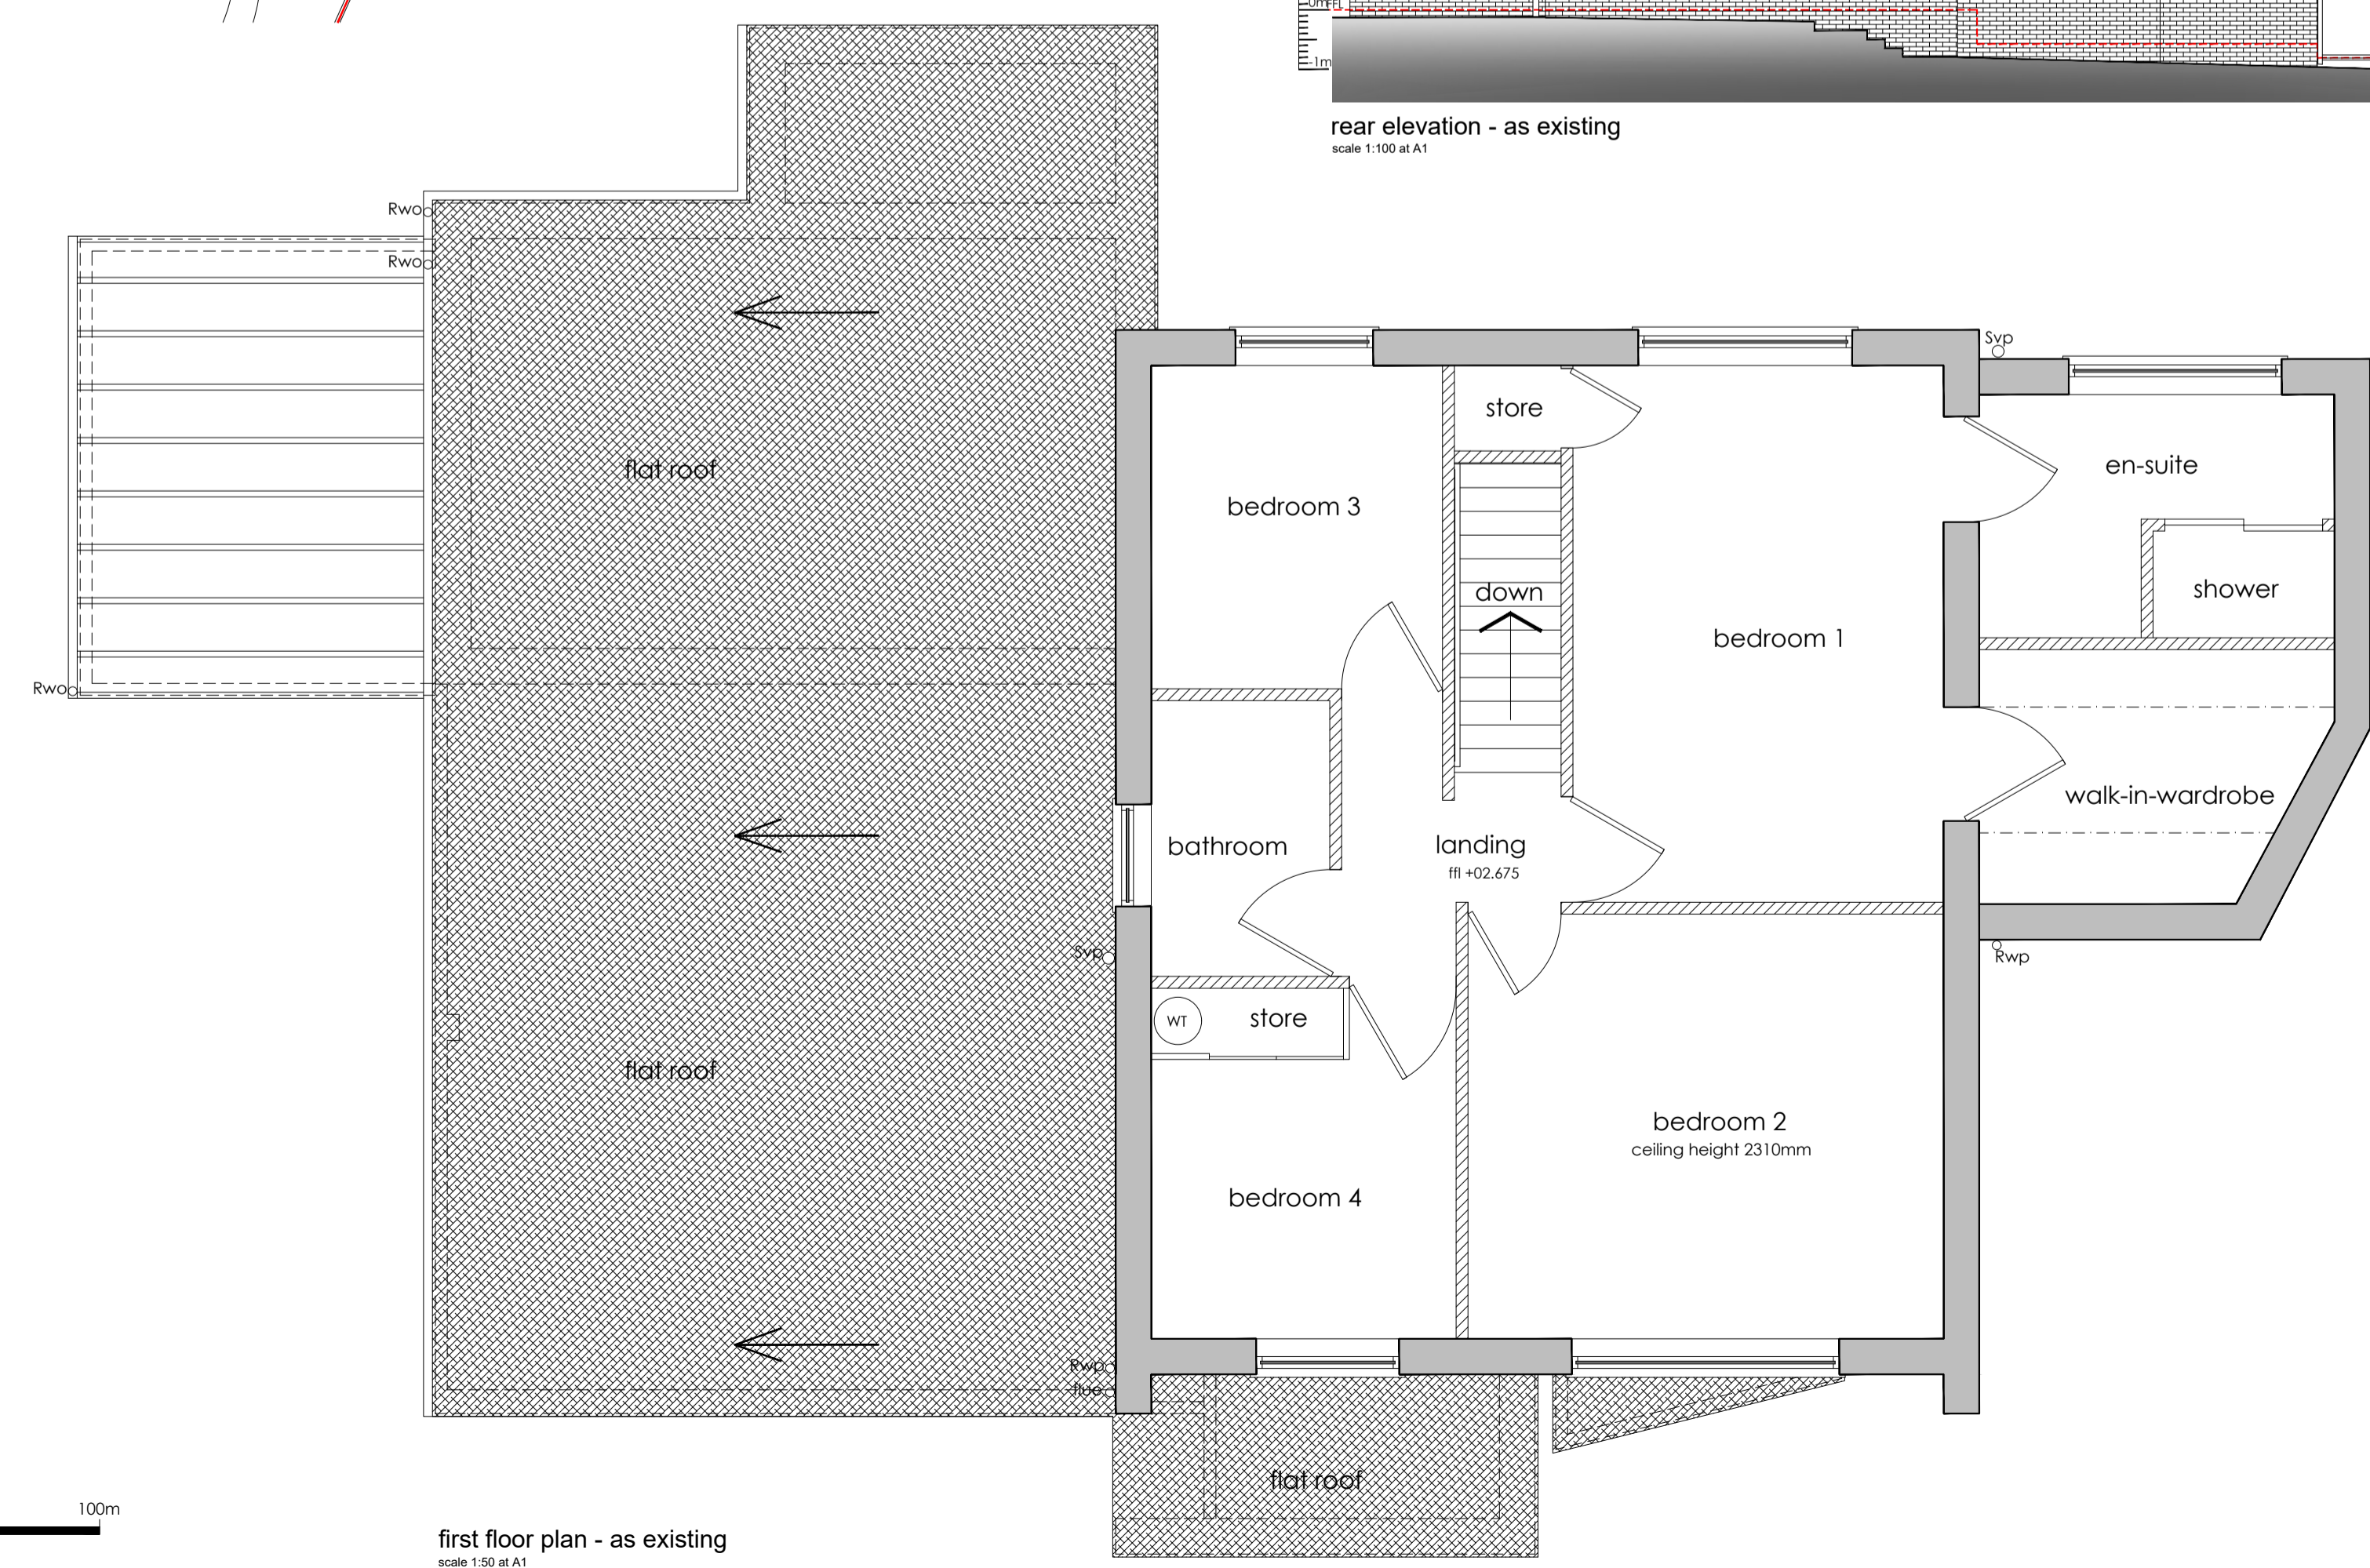 0mFFL
-1m
rear elevation - as existing
scale 1:100 at A1
Rwo
Rwo
Svp
store
en-suite
flat roof
bedroom 3
down
shower
bedroom 1
Rwo
walk-in-wardrobe
bathroom
landing
ffl +02.675
Svp
Rwp
WT
store
flat roof
bedroom 2
ceiling height 2310mm
bedroom 4
Rwp
flue
flat roof
100m
first floor plan - as existing
scale 1:50 at A1